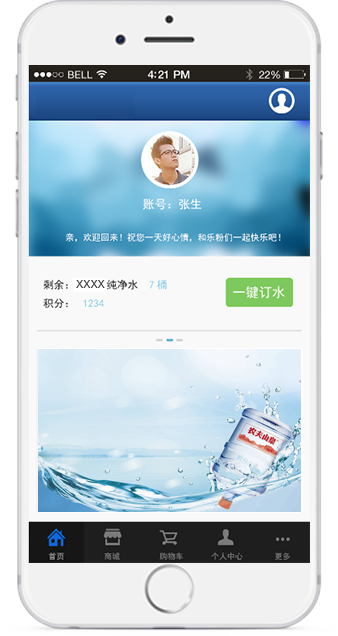 BELL 4:21 PM 22%
账号：张生
亲，欢迎回来！祝您一天好心情，和乐粉们一起快乐吧！
剩余： XXXX 纯净水 7 桶
积分： 1234
一键订水
农夫山泉
首页 商城 购物车 个人中心 更多